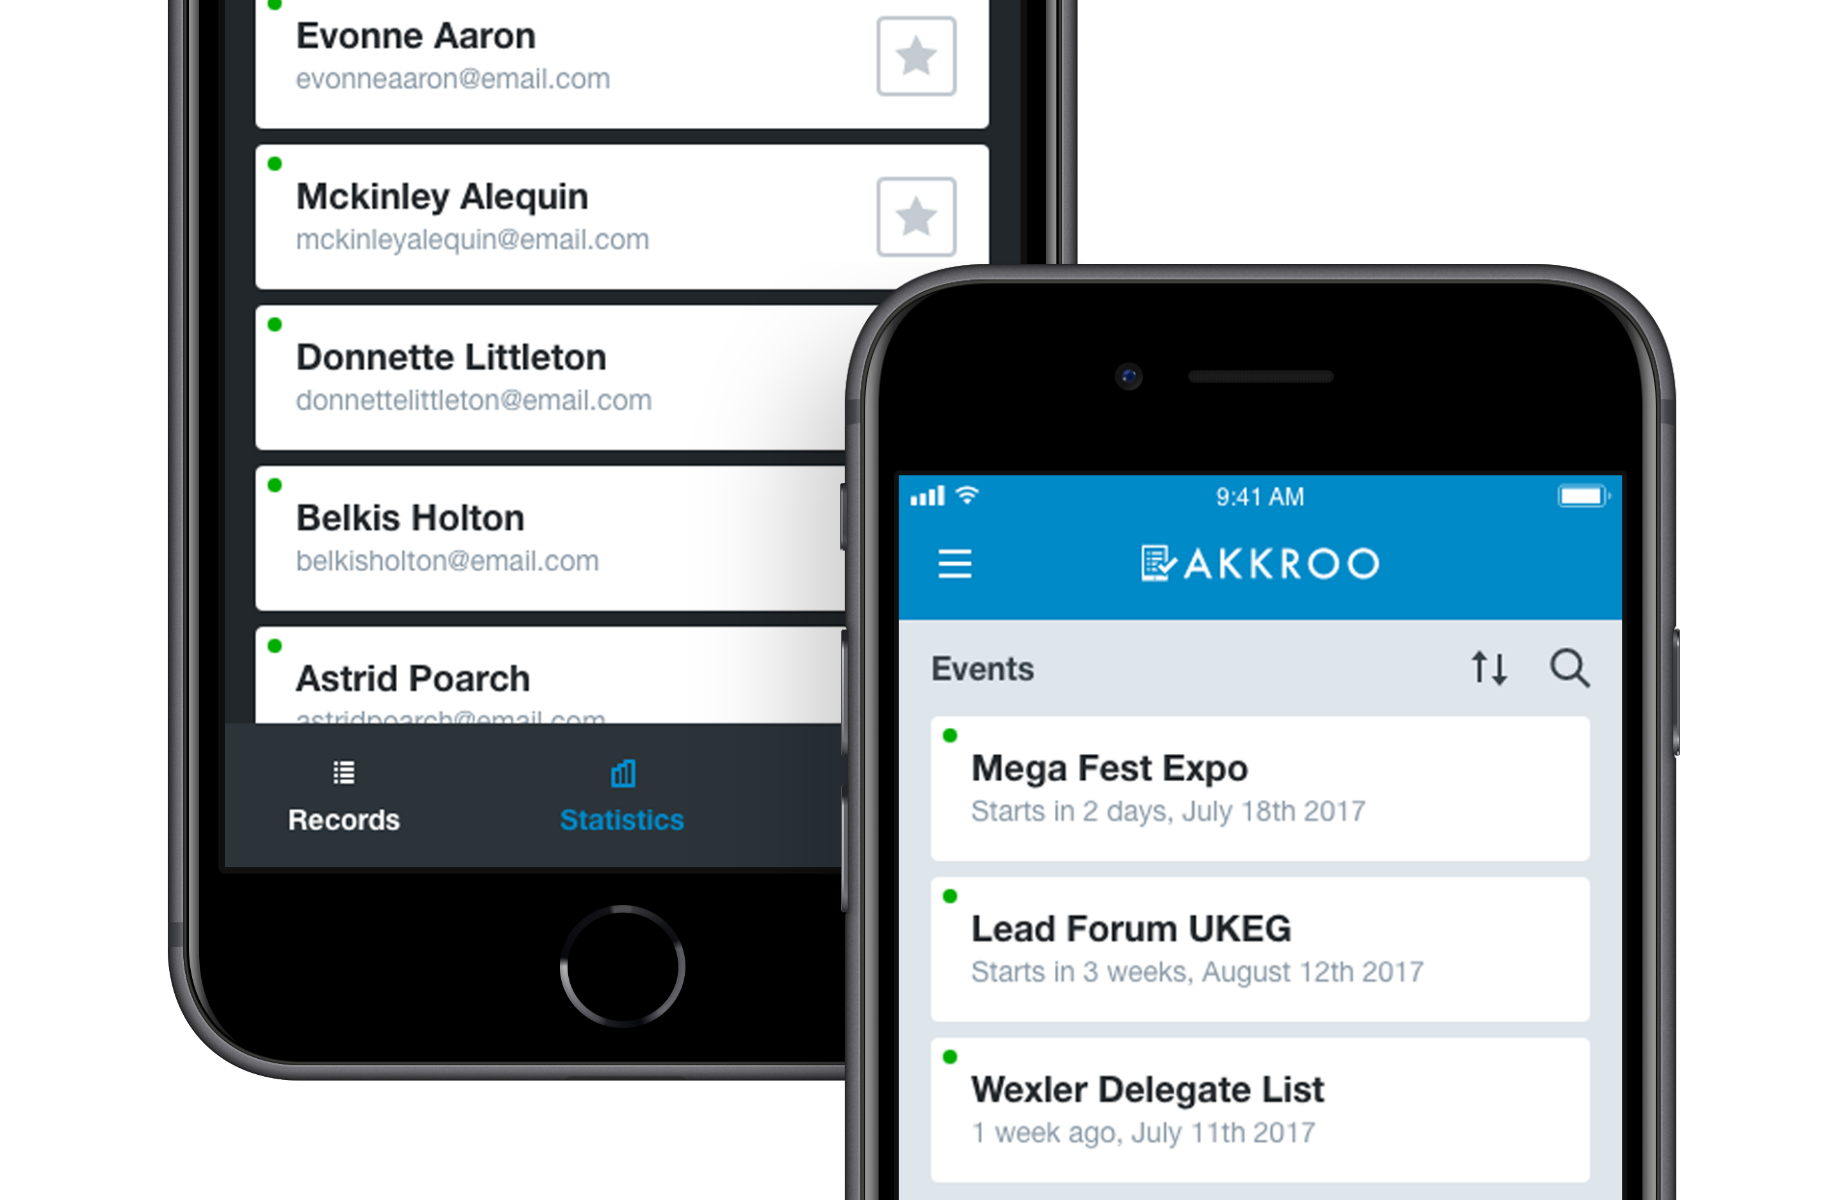 Evonne Aaron
evonneaaron@email.com
Mckinley Alequin
mckinleyalequin@email.com
Donnette Littleton
donnettelittleton@email.com
Belkis Holton
belkisholton@email.com
Astrid Poarch
astridpoarch@email.com
Records
Statistics
9:41 AM
AKKROO
Events
Mega Fest Expo
Starts in 2 days, July 18th 2017
Lead Forum UKEG
Starts in 3 weeks, August 12th 2017
Wexler Delegate List
1 week ago, July 11th 2017